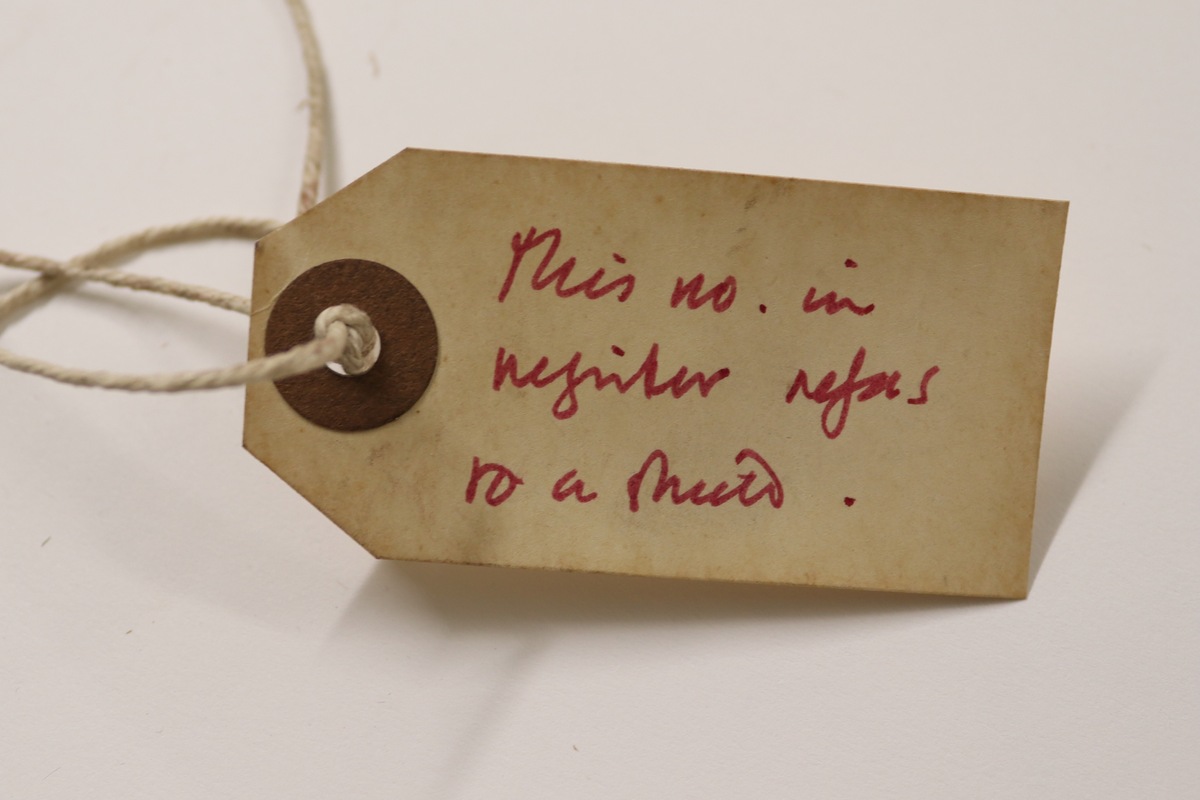 This no. in
register refers
to a shield.